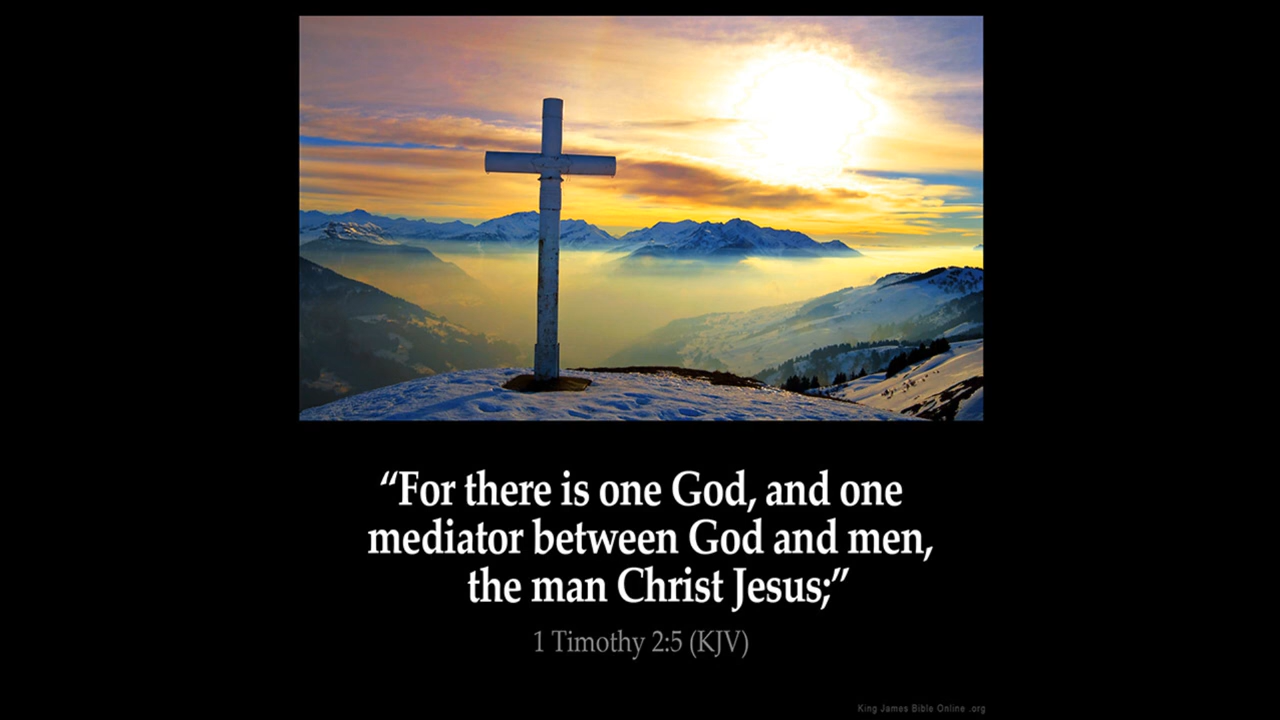 “For there is one God, and one
mediator between God and men,
the man Christ Jesus;”
1 Timothy 2:5 (KJV)
King James Bible Online .org